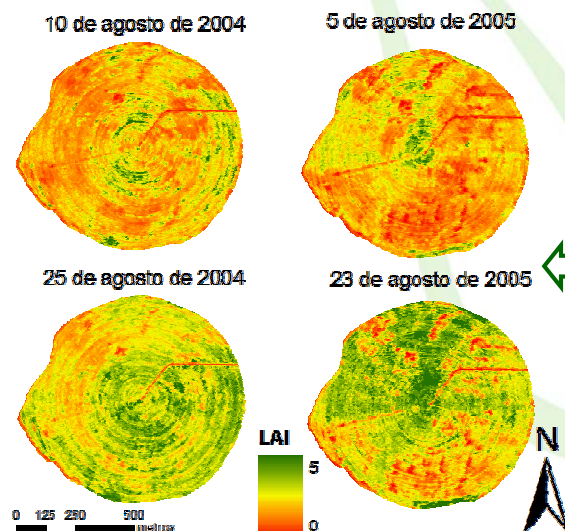 10 de agosto de 2004
5 de agosto de 2005
25 de agosto de 2004
23 de agosto de 2005
LAI
5
0
N
0 125 250 500
metros